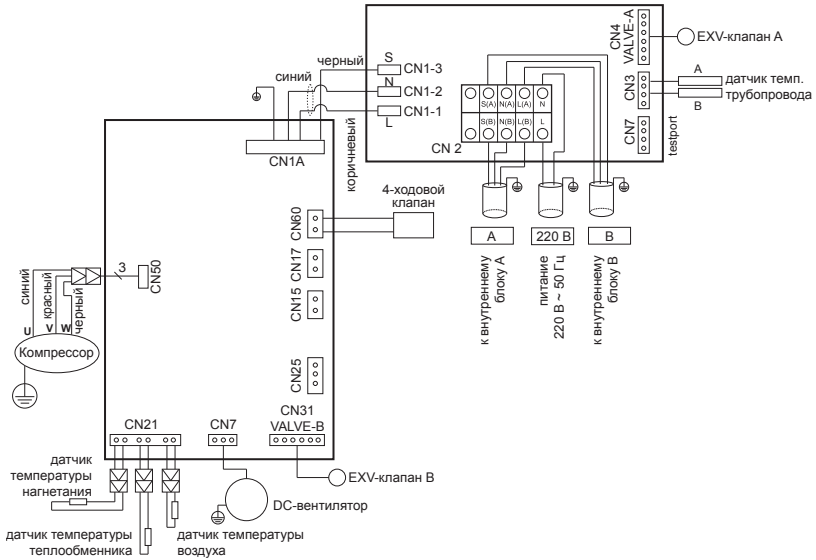 CN4
VALVE-A
EXV-клапан A
черный
S
CN1-3
синий
N
CN1-2
L
CN1-1
S(A)
N(A)
L(A)
N
S(B)
N(B)
L(B)
L
CN 2
CN3
A
B
датчик темп.
трубопровода
CN7
testport
CN1A
коричневый
4-ходовой
клапан
CN60
CN17
CN15
CN25
CN50
3
синий
красный
черный
U
V
W
Компрессор
A
220 В
B
к внутреннему
блоку A
питание
220 В ~ 50 Гц
к внутреннему
блоку B
CN21
CN7
CN31
VALVE-B
датчик
температуры
нагнетания
EXV-клапан B
DC-вентилятор
датчик температуры
теплообменника
датчик температуры
воздуха